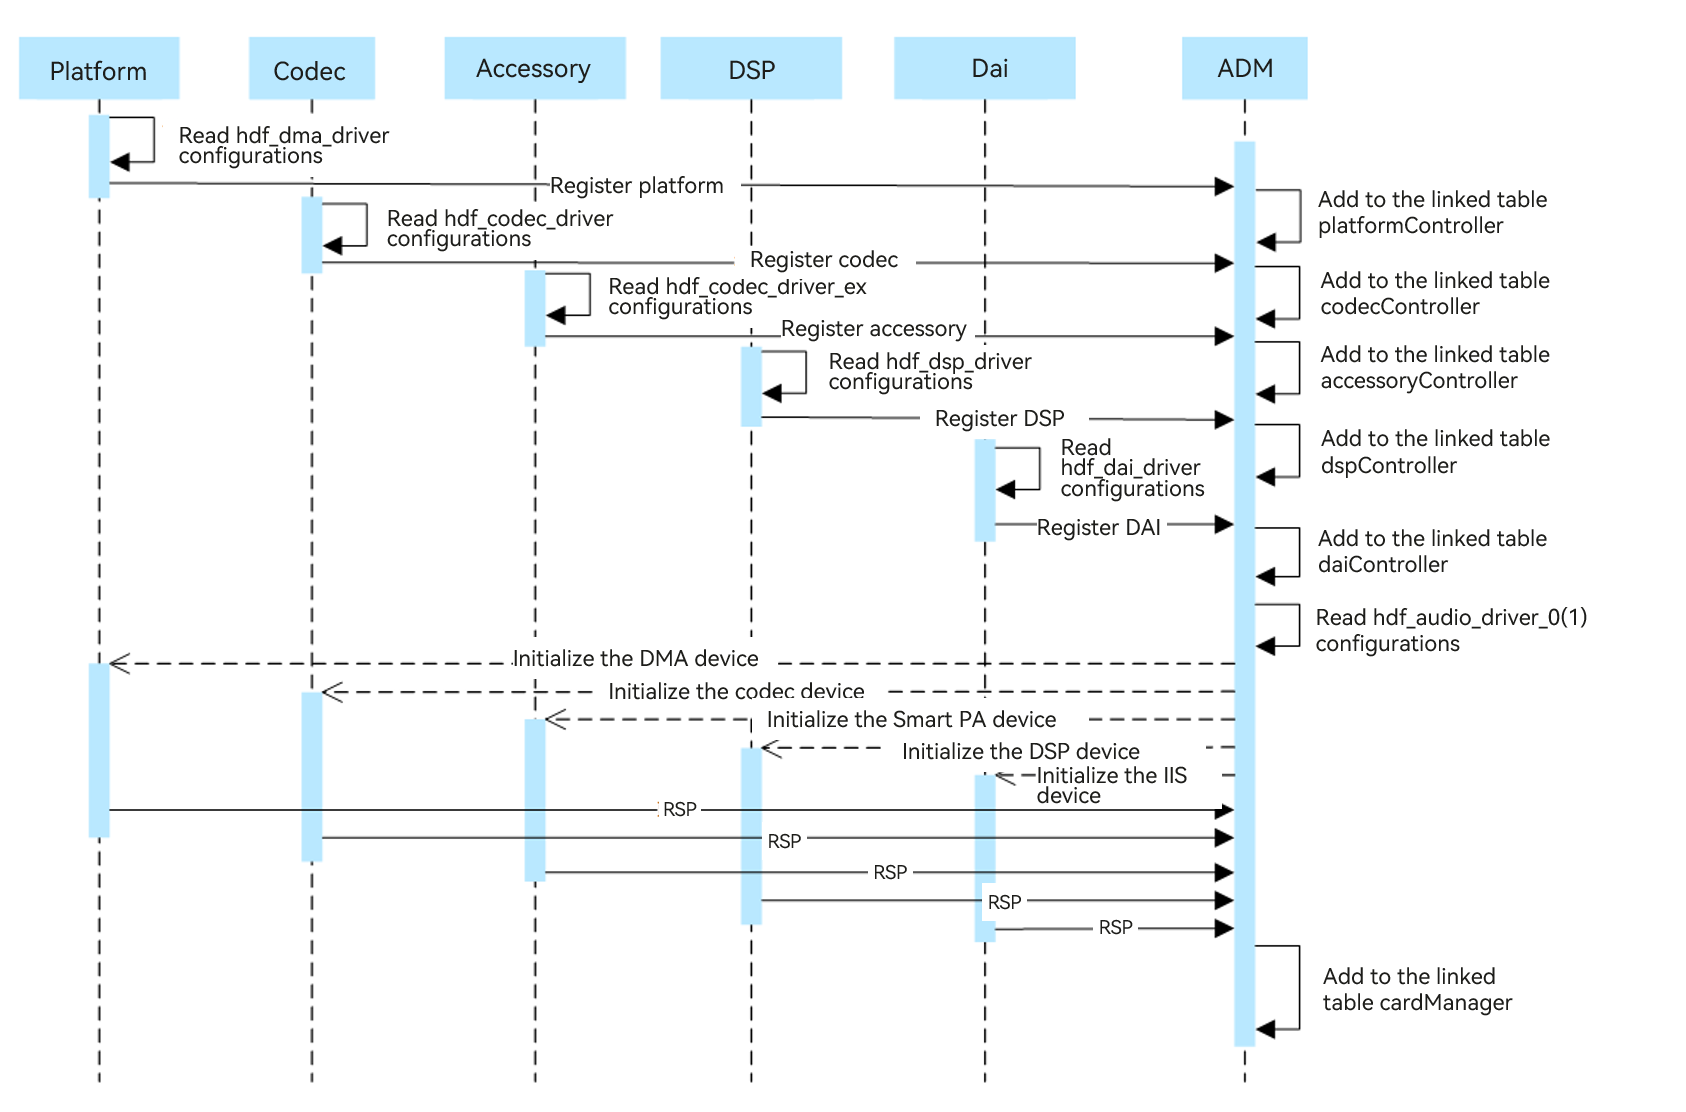 Platform
Codec
Accessory
DSP
Dai
ADM
Read hdf_dma_driver
configurations
Register platform
Add to the linked table
platformController
Read hdf_codec_driver
configurations
Register codec
Add to the linked table
codecController
Read hdf_codec_driver_ex
configurations
Register accessory
Add to the linked table
accessoryController
Read hdf_dsp_driver
configurations
Register DSP
Add to the linked table
dspController
Read
hdf_dai_driver
configurations
Register DAI
Add to the linked table
daiController
Read hdf_audio_driver_0(1)
configurations
Initialize the DMA device
Initialize the codec device
Initialize the Smart PA device
Initialize the DSP device
Initialize the IIS
device
RSP
RSP
RSP
RSP
RSP
Add to the linked
table cardManager